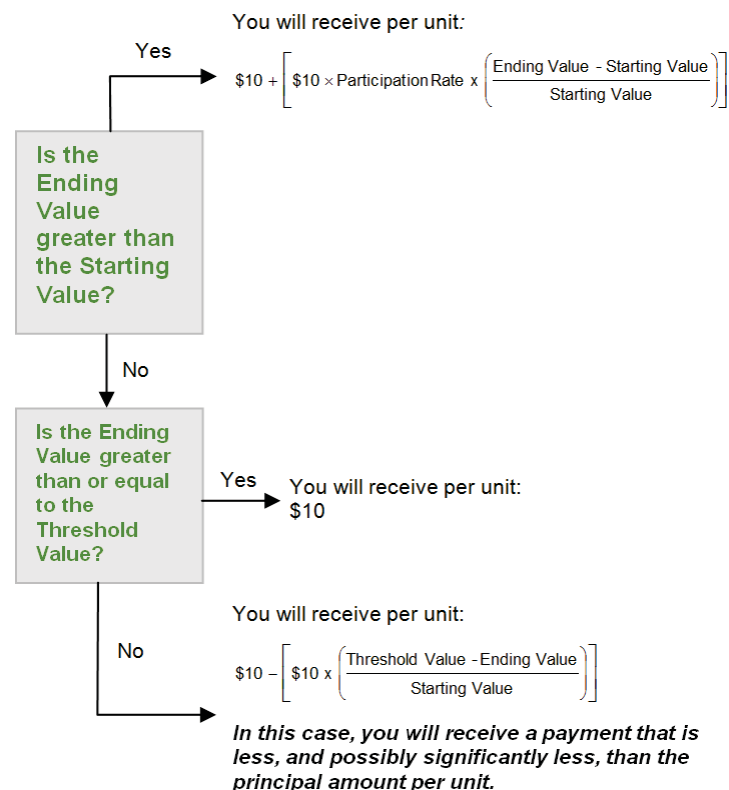 You will receive per unit:
Yes
$10 + [ $10 × Participation Rate x ( Ending Value - Starting Value / Starting Value ) ]
Is the
Ending
Value
greater than
the Starting
Value?
No
Is the Ending
Value greater
than or equal
to the
Threshold
Value?
Yes
You will receive per unit:
$10
No
You will receive per unit:
$10 – [ $10 x ( Threshold Value - Ending Value / Starting Value ) ]
In this case, you will receive a payment that is
less, and possibly significantly less, than the
principal amount per unit.